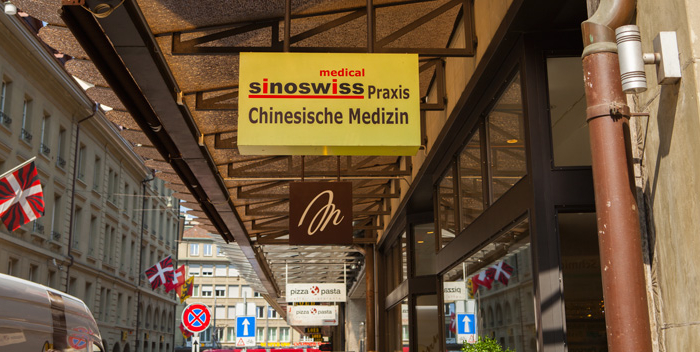 medical
sinoswiss Praxis
Chinesische Medizin
m
pizza pasta
pizza pasta